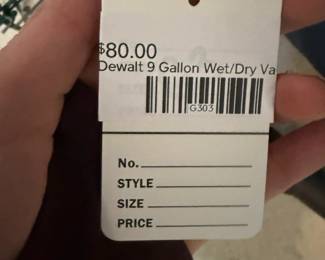 $80.00
Dewalt 9 Gallon Wet/Dry Va
G303
No.
STYLE
SIZE
PRICE